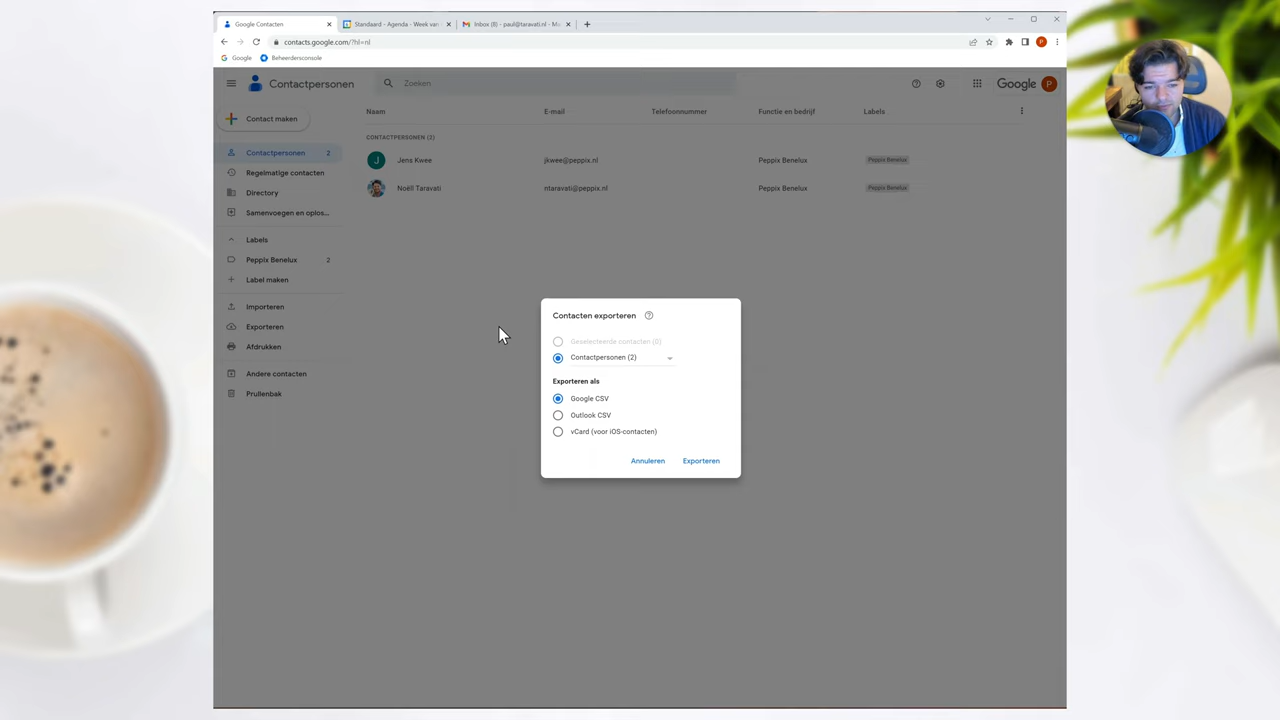 Google Contacten
Standaard - Agenda - Week van
Inbox (8) - paul@taravati.nl - M
contacts.google.com/?hl=nl
P
Google
Beheerdersconsole
Contactpersonen
Zoeken
Google
P
Contact maken
Naam
E-mail
Telefoonnummer
Functie en bedrijf
Labels
CONTACTPERSONEN (2)
Contactpersonen 2
J Jens Kwee jkwee@peppix.nl Peppix Benelux Peppix Benelux
Regelmatige contacten
Noëll Taravati ntaravati@peppix.nl Peppix Benelux Peppix Benelux
Directory
Samenvoegen en oplos...
Labels
Peppix Benelux 2
Label maken
Importeren
Exporteren
Afdrukken
Andere contacten
Prullenbak
Contacten exporteren
Geselecteerde contacten (0)
Contactpersonen (2)
Exporteren als
Google CSV
Outlook CSV
vCard (voor iOS-contacten)
Annuleren
Exporteren